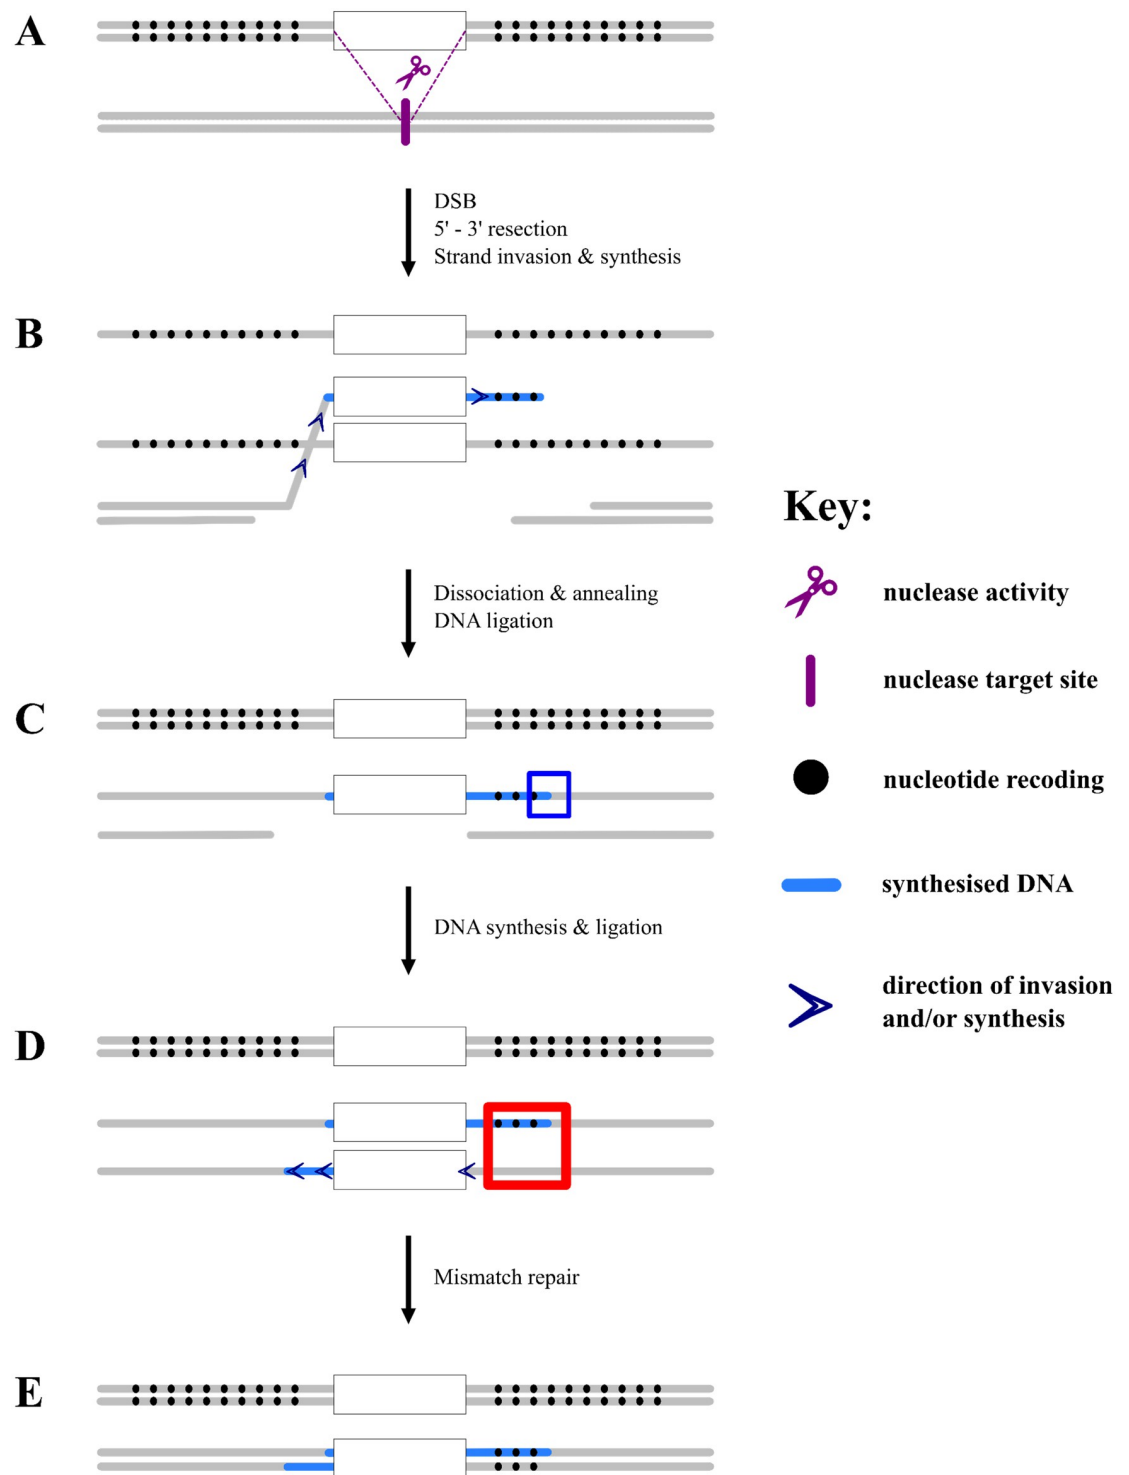 A
DSB
5' - 3' resection
Strand invasion & synthesis
B
Dissociation & annealing
DNA ligation
C
DNA synthesis & ligation
D
Mismatch repair
E
Key:
nuclease activity
nuclease target site
nucleotide recoding
synthesised DNA
direction of invasion
and/or synthesis